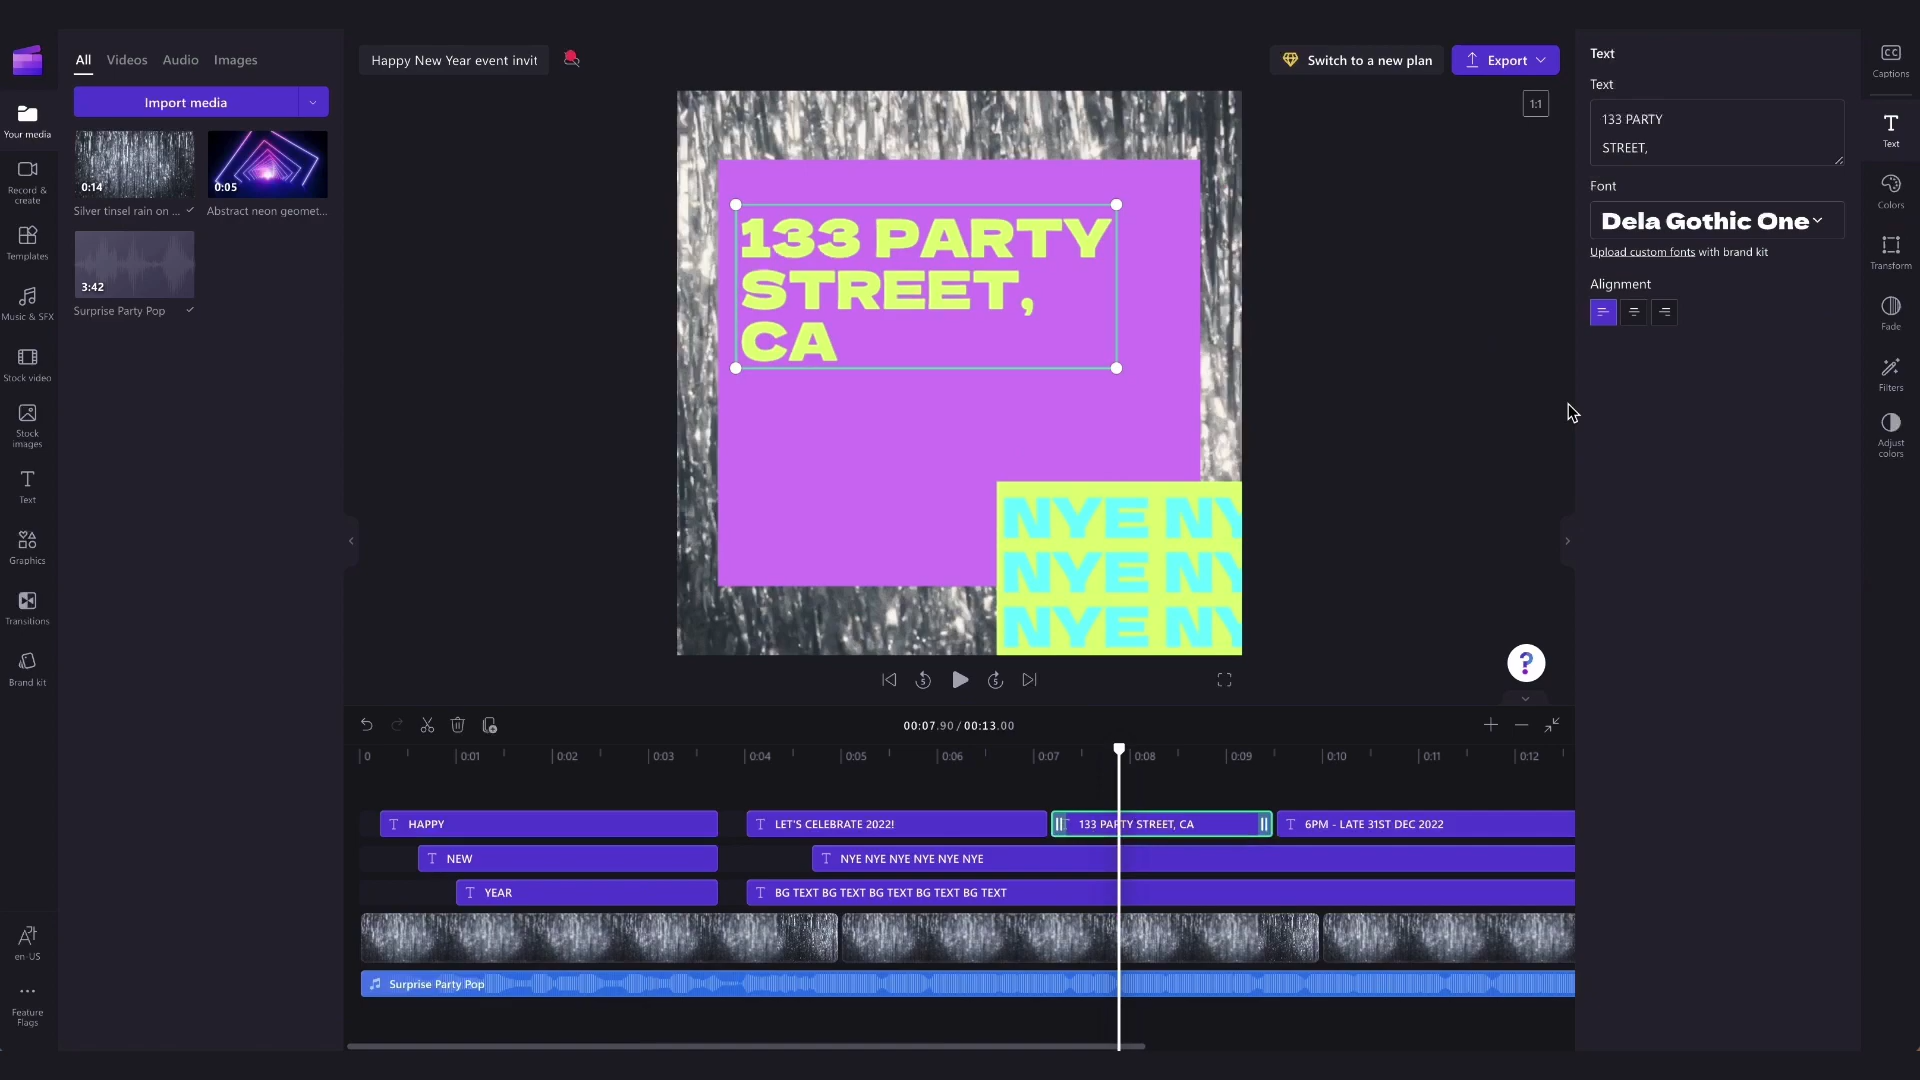 All Videos Audio Images
Import media
0:14
0:05
Silver tinsel rain on ...
Abstract neon geomet...
3:42
Surprise Party Pop
Your media
Record &
create
Templates
Music & SFX
Stock video
Stock
images
Text
Graphics
Transitions
Brand kit
en-US
Feature
Flags
Happy New Year event invit
Switch to a new plan
Export
1:1
133 PARTY
STREET,
CA
NYE NY
NYE NY
NYE NY
5
5
?
00:07.90 / 00:13.00
0 0:01 0:02 0:03 0:04 0:05 0:06 0:07 0:08 0:09 0:10 0:11 0:12
HAPPY
LET'S CELEBRATE 2022!
133 PARTY STREET, CA
6PM - LATE 31ST DEC 2022
NEW
NYE NYE NYE NYE NYE NYE
YEAR
BG TEXT BG TEXT BG TEXT BG TEXT BG TEXT
Surprise Party Pop
Text
Text
133 PARTY
STREET,
Font
Dela Gothic One
Upload custom fonts with brand kit
Alignment
CC
Captions
Text
Colors
Transform
Fade
Filters
Adjust
colors